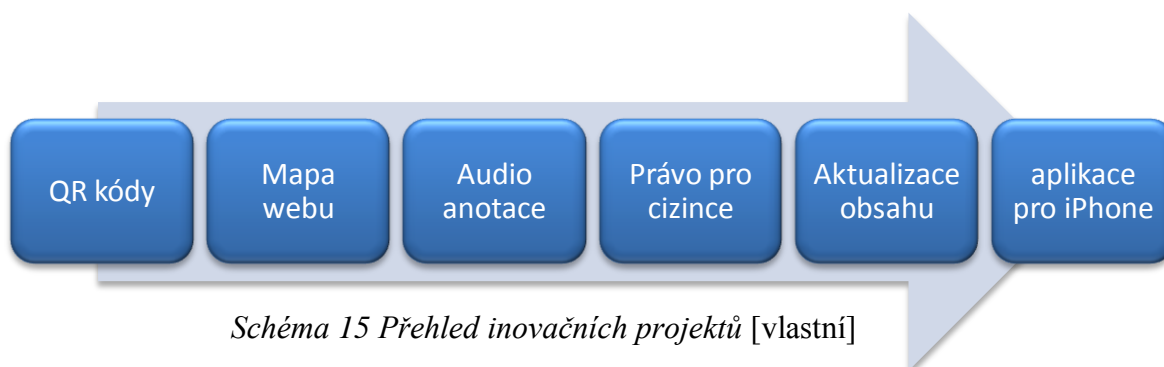 QR kódy
Mapa
webu
Audio
anotace
Právo pro
cizince
Aktualizace
obsahu
aplikace
pro iPhone
Schéma 15 Přehled inovačních projektů [vlastní]